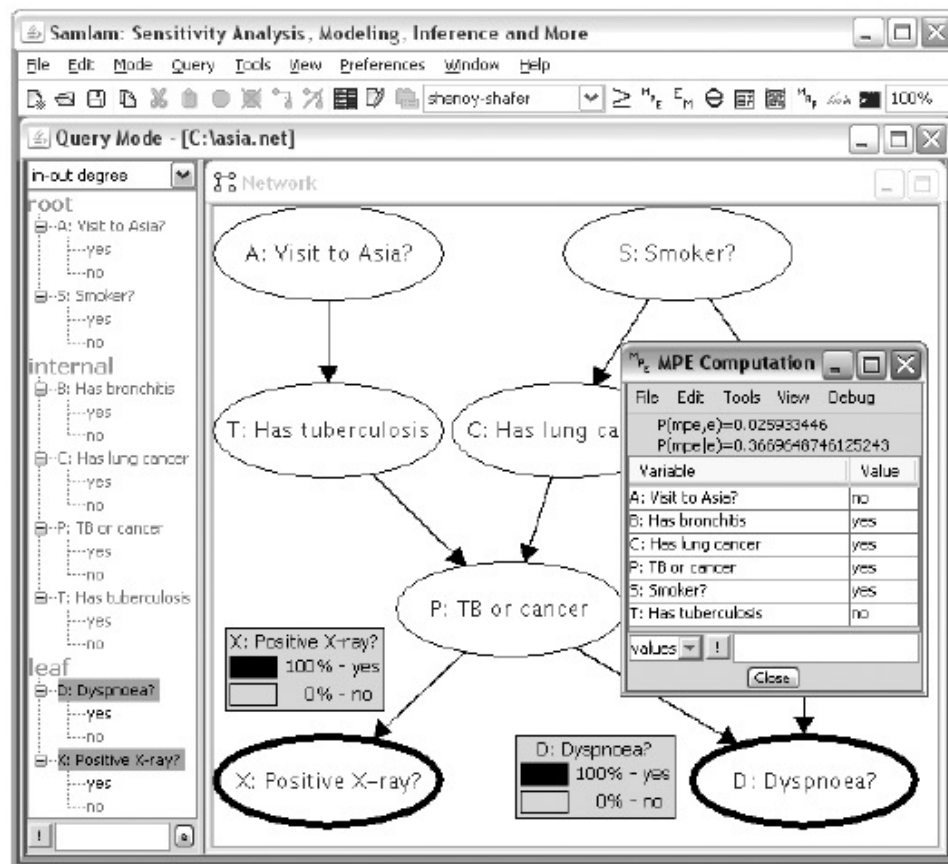 Samlam: Sensitivity Analysis, Modeling, Inference and More
File Edit Mode Query Tools View Preferences Window Help
shenoy-shafer 100%
Query Mode - [C:\asia.net]
in-out degree
Network
root
A: Visit to Asia?
yes
no
S: Smoker?
yes
no
internal
B: Has bronchitis
yes
no
C: Has lung cancer
yes
no
P: TB or cancer
yes
no
T: Has tuberculosis
yes
no
leaf
D: Dyspnoea?
yes
no
X: Positive X-ray?
yes
no
!
A: Visit to Asia?
S: Smoker?
T: Has tuberculosis
C: Has lung ca
P: TB or cancer
X: Positive X-ray?
100% - yes
0% - no
X: Positive X-ray?
D: Dyspnoea?
100% - yes
0% - no
D: Dyspnoea?
MPE MPE Computation
File Edit Tools View Debug
P(mpe,e)=0.025933446
P(mpe|e)=0.3669648746125243
Variable Value
A: Visit to Asia? no
B: Has bronchitis yes
C: Has lung cancer yes
P: TB or cancer yes
S: Smoker? yes
T: Has tuberculosis no
values !
Close